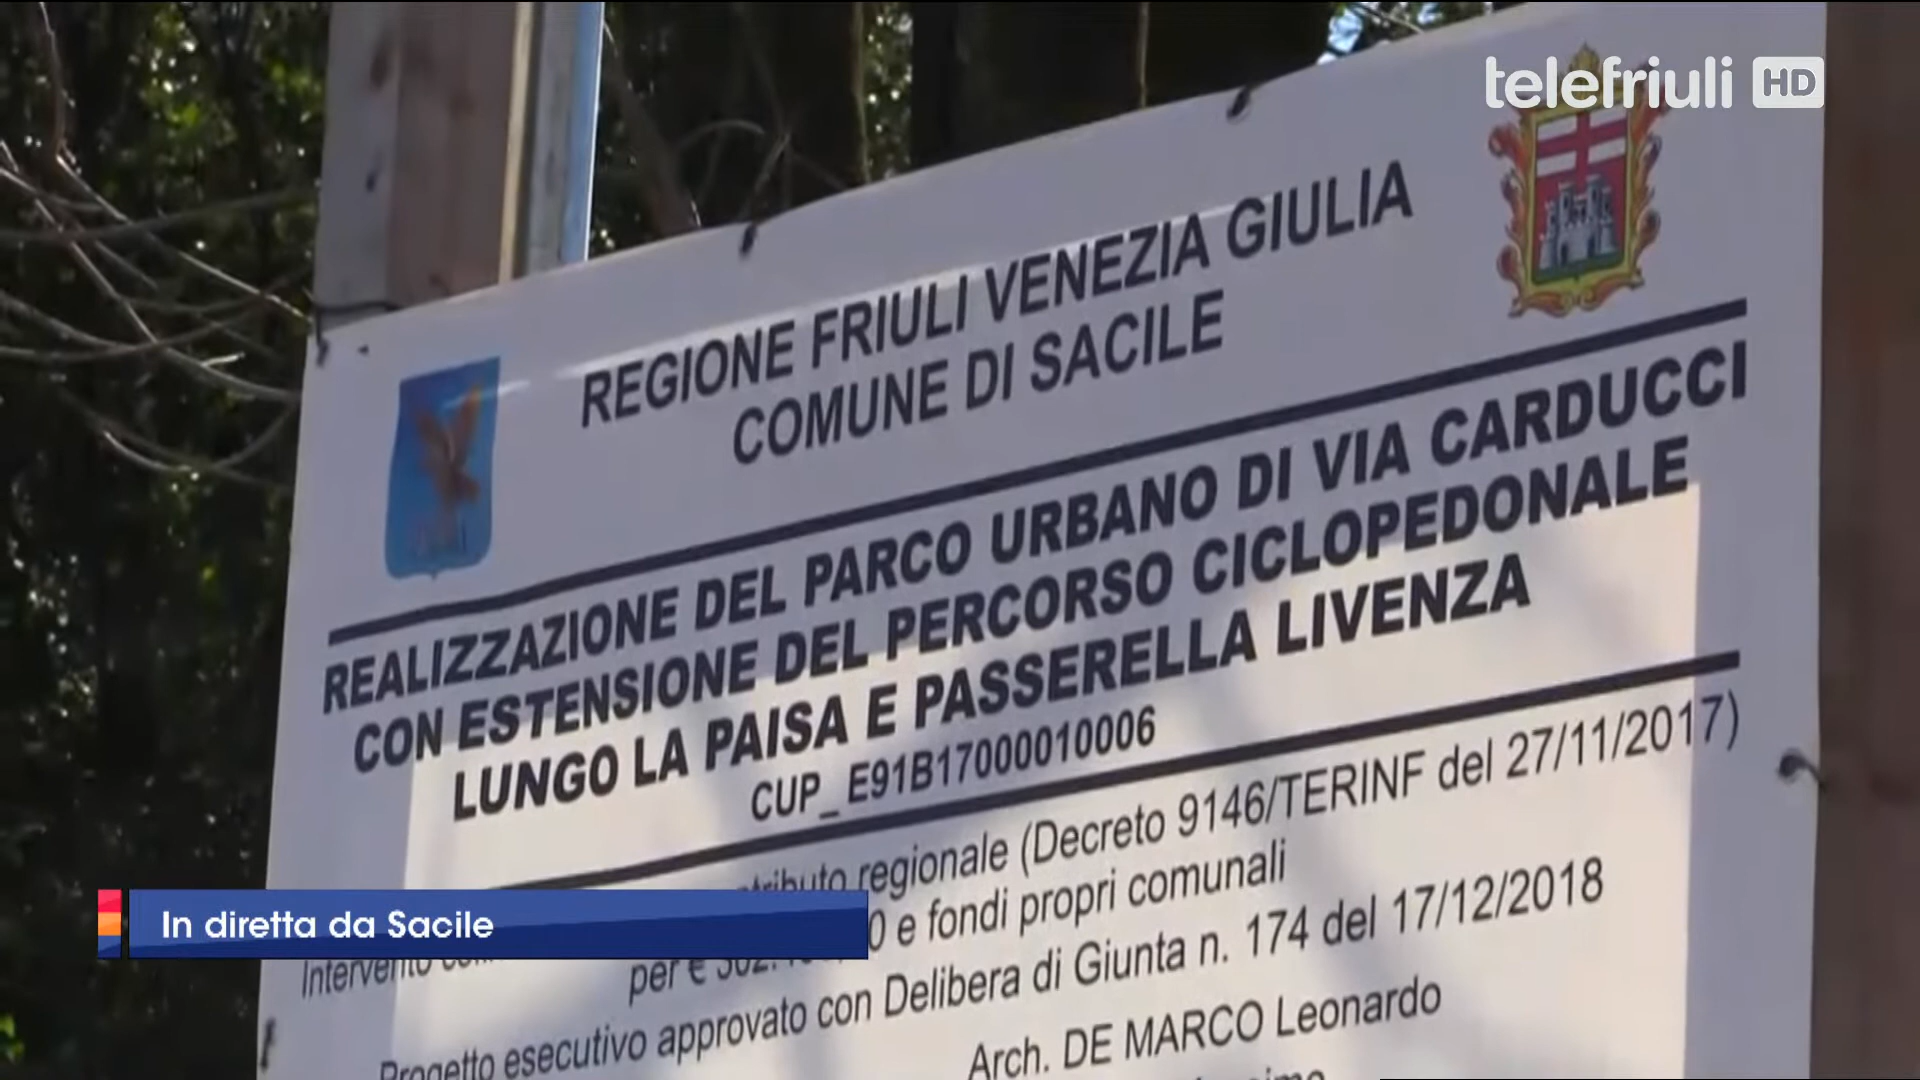 telefriuli HD
REGIONE FRIULI VENEZIA GIULIA
COMUNE DI SACILE
REALIZZAZIONE DEL PARCO URBANO DI VIA CARDUCCI
CON ESTENSIONE DEL PERCORSO CICLOPEDONALE
LUNGO LA PAISA E PASSERELLA LIVENZA
CUP_ E91B17000010006
Intervento regionale (Decreto 9146/TERINF del 27/11/2017)
per € e fondi propri comunali
Progetto esecutivo approvato con Delibera di Giunta n. 174 del 17/12/2018
Arch. DE MARCO Leonardo
In diretta da Sacile